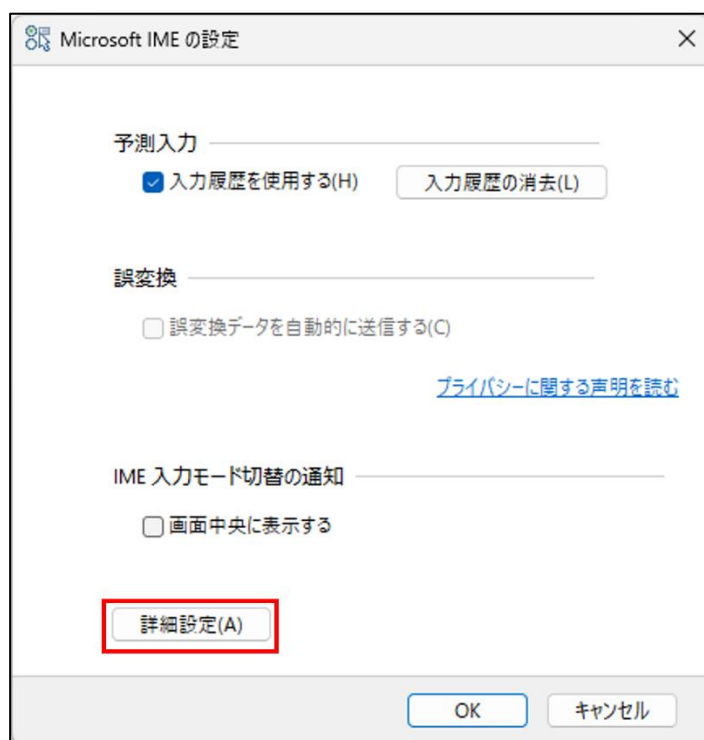 Microsoft IME の設定
予測入力
入力履歴を使用する(H) 入力履歴の消去(L)
誤変換
誤変換データを自動的に送信する(C)
プライバシーに関する声明を読む
IME 入力モード切替の通知
画面中央に表示する
詳細設定(A)
OK キャンセル